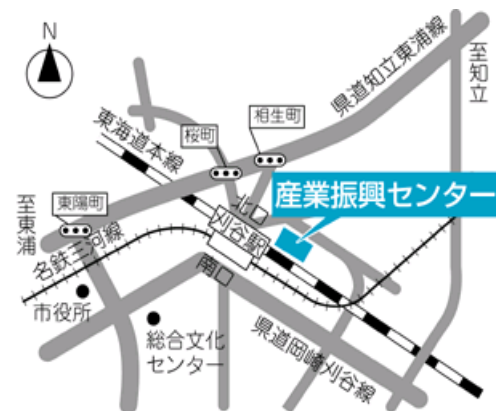 N
県道知立東浦線
至知立
相生町
桜町
東海道本線
産業振興センター
北口
東陽町
至東浦
刈谷駅
名鉄三河線
南口
市役所
総合文化
センター
県道岡崎刈谷線